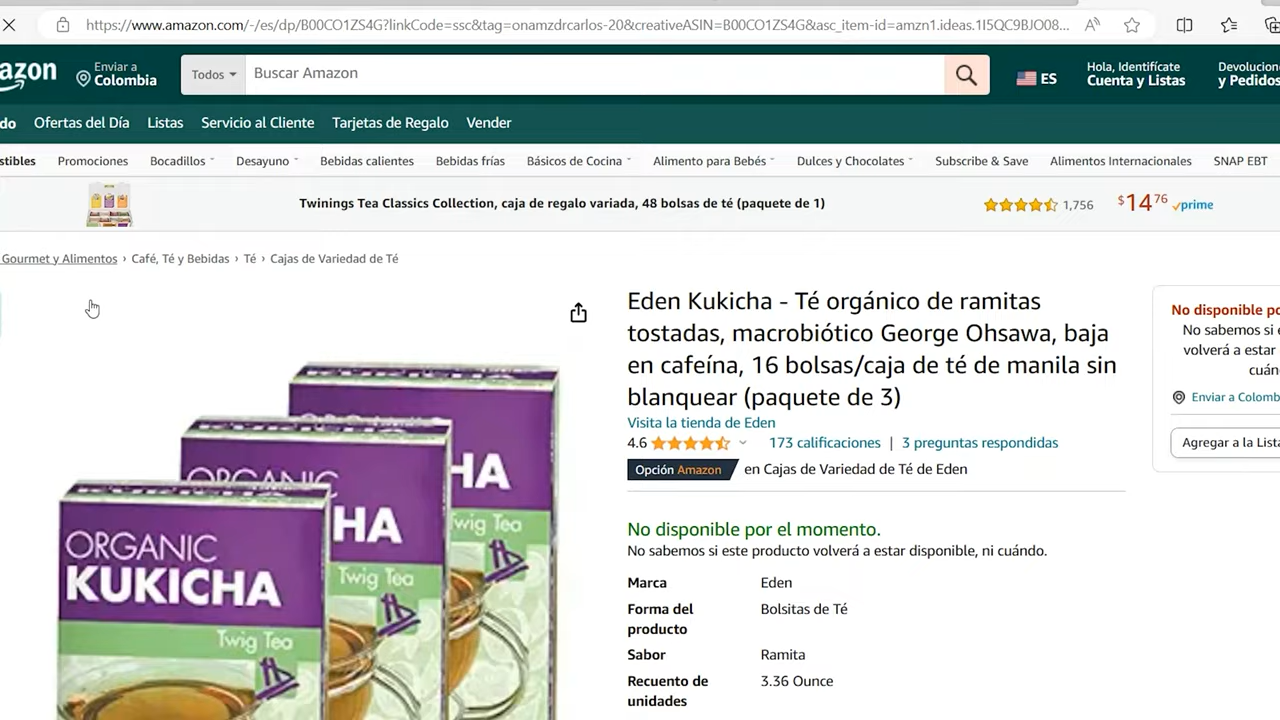 https://www.amazon.com/-/es/dp/B00CO1ZS4G?linkCode=ssc&tag=onamzdrcarlos-20&creativeASIN=B00CO1ZS4G&asc_item-id=amzn1.ideas.1I5QC9BJO08...
azon
Enviar a
Colombia
Todos
Buscar Amazon
ES
Hola, Identifícate
Cuenta y Listas
Devolucione
y Pedidos
do
Ofertas del Día
Listas
Servicio al Cliente
Tarjetas de Regalo
Vender
stibles
Promociones
Bocadillos
Desayuno
Bebidas calientes
Bebidas frías
Básicos de Cocina
Alimento para Bebés
Dulces y Chocolates
Subscribe & Save
Alimentos Internacionales
SNAP EBT
Twinings Tea Classics Collection, caja de regalo variada, 48 bolsas de té (paquete de 1)
1,756
$14 76
prime
Gourmet y Alimentos › Café, Té y Bebidas › Té › Cajas de Variedad de Té
Eden Kukicha - Té orgánico de ramitas
tostadas, macrobiótico George Ohsawa, baja
en cafeína, 16 bolsas/caja de té de manila sin
blanquear (paquete de 3)
Visita la tienda de Eden
4.6
173 calificaciones | 3 preguntas respondidas
Opción Amazon en Cajas de Variedad de Té de Eden
No disponible por el momento.
No sabemos si este producto volverá a estar disponible, ni cuándo.
Marca Eden
Forma del Bolsitas de Té
producto
Sabor Ramita
Recuento de 3.36 Ounce
unidades
No disponible po
No sabemos si e
volverá a estar
cuán
Enviar a Colomb
Agregar a la Lista
ORGANIC
KUKICHA
Twig Tea
ORGANIC
HA
Twig Tea
HA
Twig Tea